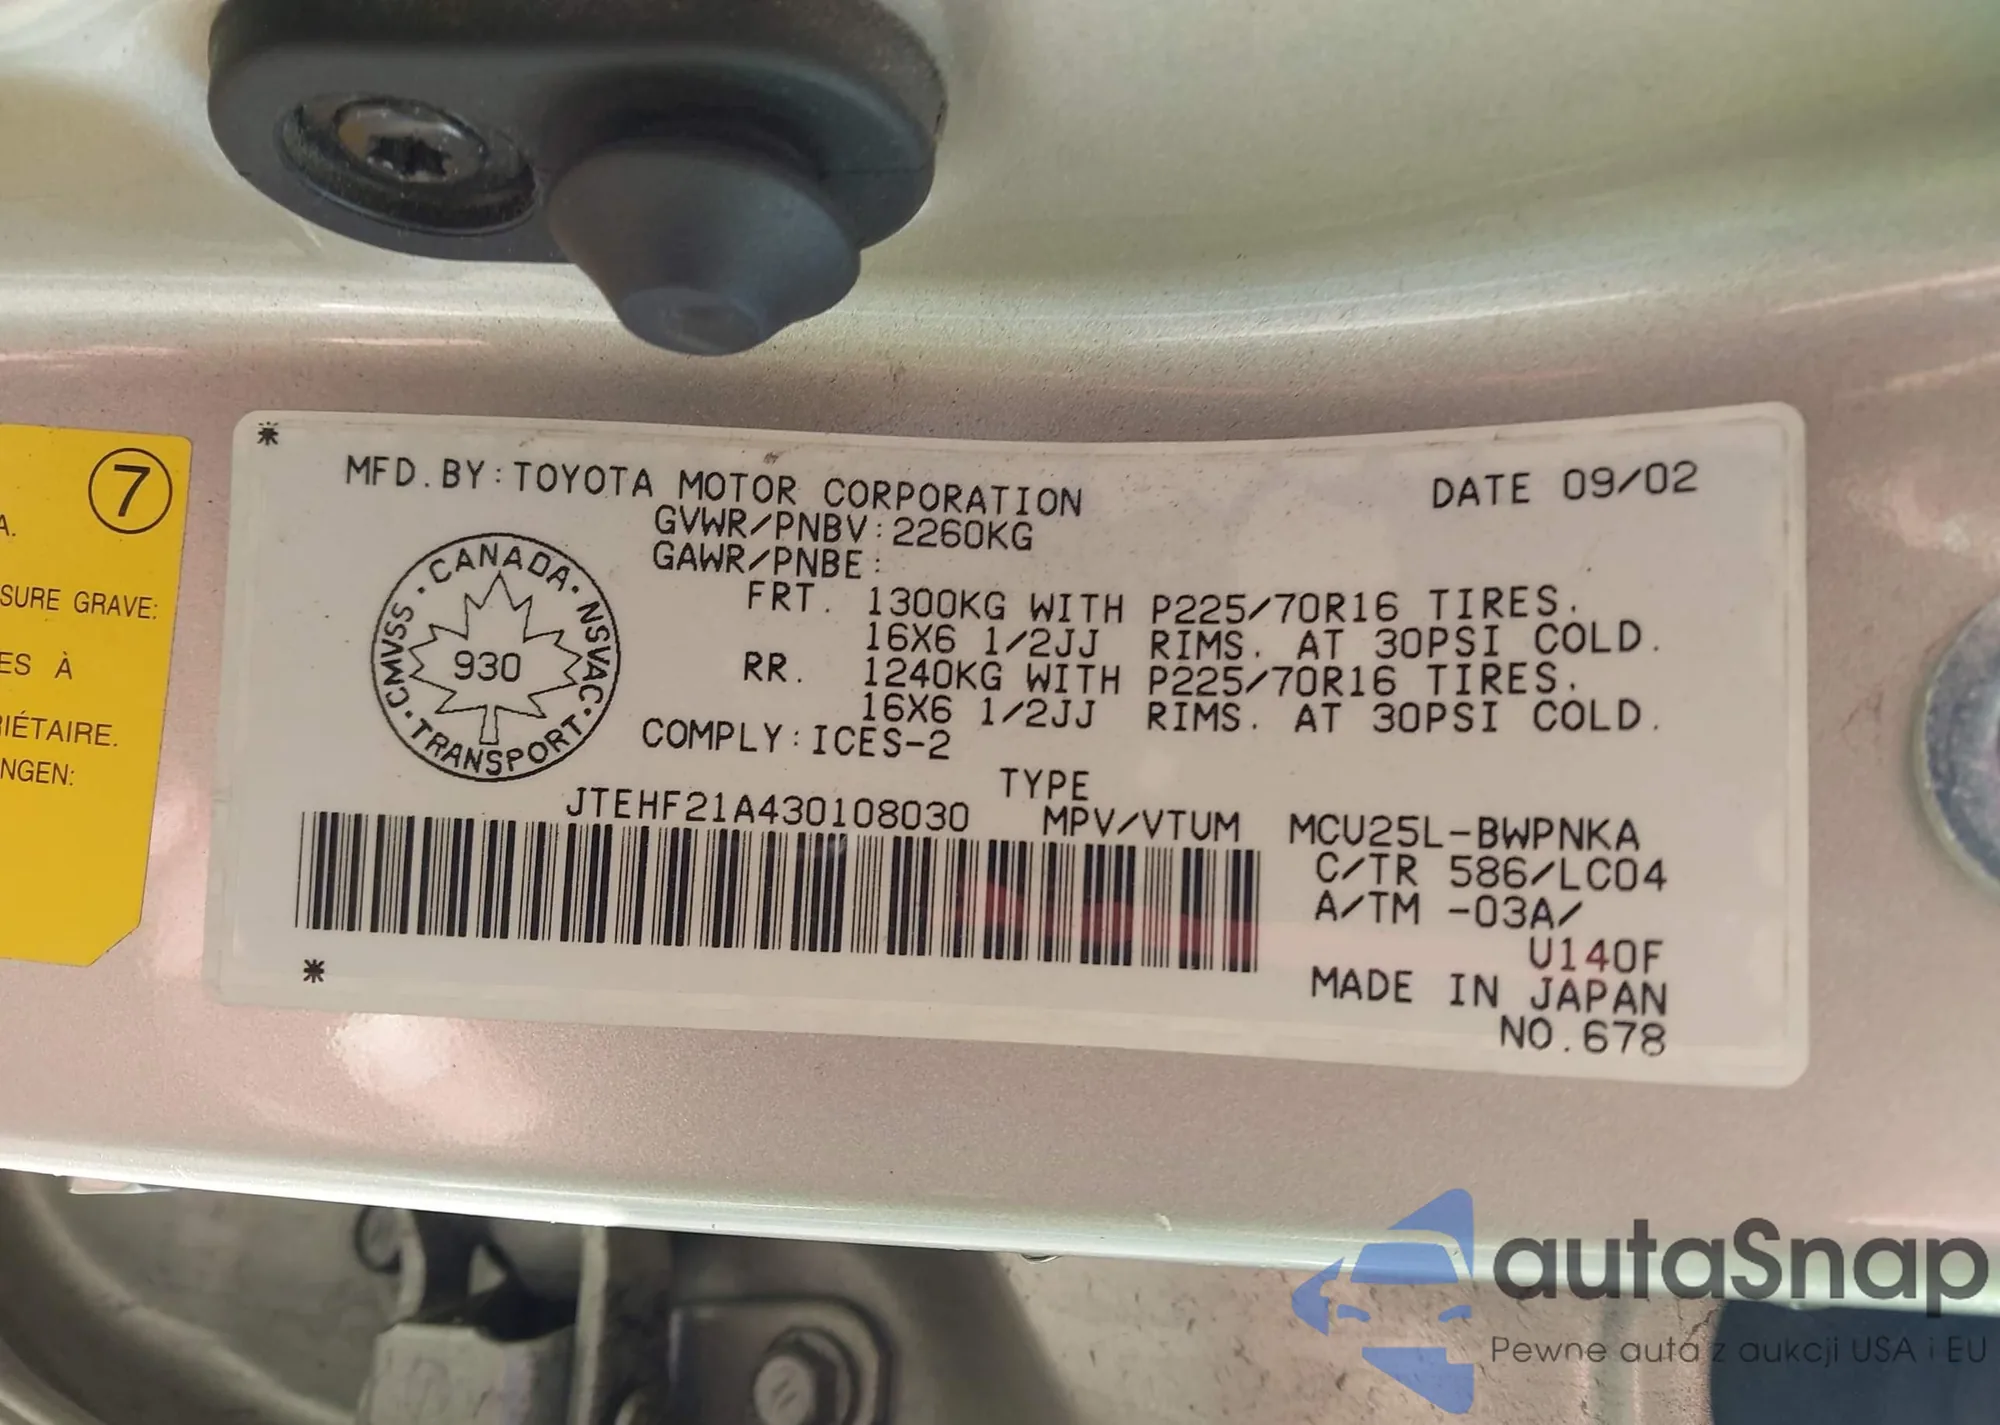 7
A.
SURE GRAVE:
ES À
RIÉTAIRE.
NGEN:
MFD. BY: TOYOTA MOTOR CORPORATION
DATE 09/02
GVWR/PNBV: 2260KG
GAWR/PNBE:
FRT. 1300KG WITH P225/70R16 TIRES.
16X6 1/2JJ RIMS. AT 30PSI COLD.
RR. 1240KG WITH P225/70R16 TIRES.
16X6 1/2JJ RIMS. AT 30PSI COLD.
COMPLY: ICES-2
CANADA · NSVAC · TRANSPORT · CMVSS ·
930
TYPE
JTEHF21A430108030 MPV/VTUM MCU25L-BWPNKA
C/TR 586/LC04
A/TM -03A/
U140F
MADE IN JAPAN
NO.678
autaSnap
Pewne auta z aukcji USA i EU